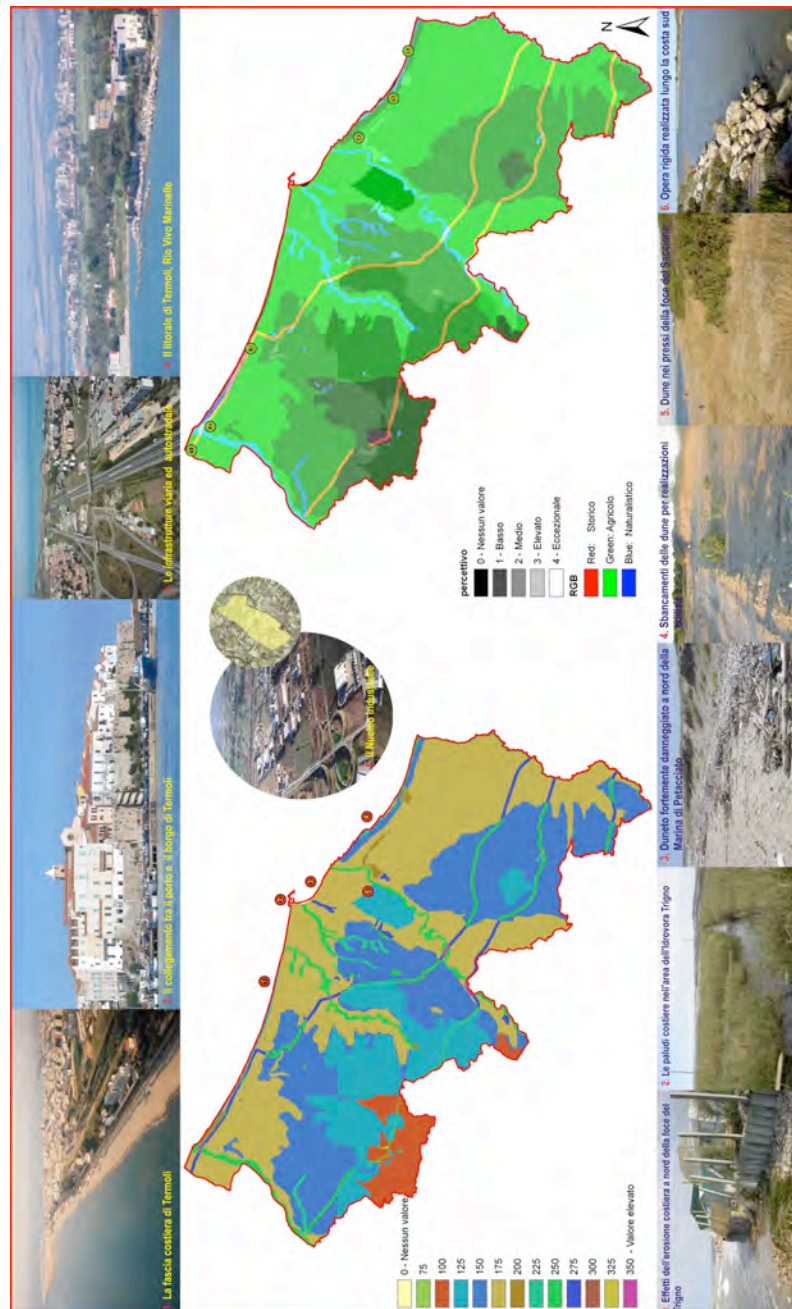 La fascia costiera di Termoli
2. Il collegamento tra il porto e il borgo di Termoli
Le infrastrutture viaria ed autostradale
4. Il litorale di Termoli, Rio Vivo Marinelle
Il Nucleo Industriale
N
0 - Nessun valore
75
100
125
150
175
200
225
250
275
300
325
350 - Valore elevato
percettivo
0 - Nessun valore
1 - Basso
2 - Medio
3 - Elevato
4 - Eccezionale
RGB
Red: Storico
Green: Agricolo
Blue: Naturalistico
1. Effetti dell'erosione costiera a nord della foce del
Trigno
2. Le paludi costiere nell'area dell'Idrovora Trigno
3. Duneto fortemente danneggiato a nord della
Marina di Petacciato
4. Sbancamenti delle dune per realizzazioni
5. Dune nei pressi della foce del Saccione
6. Opera rigida realizzata lungo la costa sud